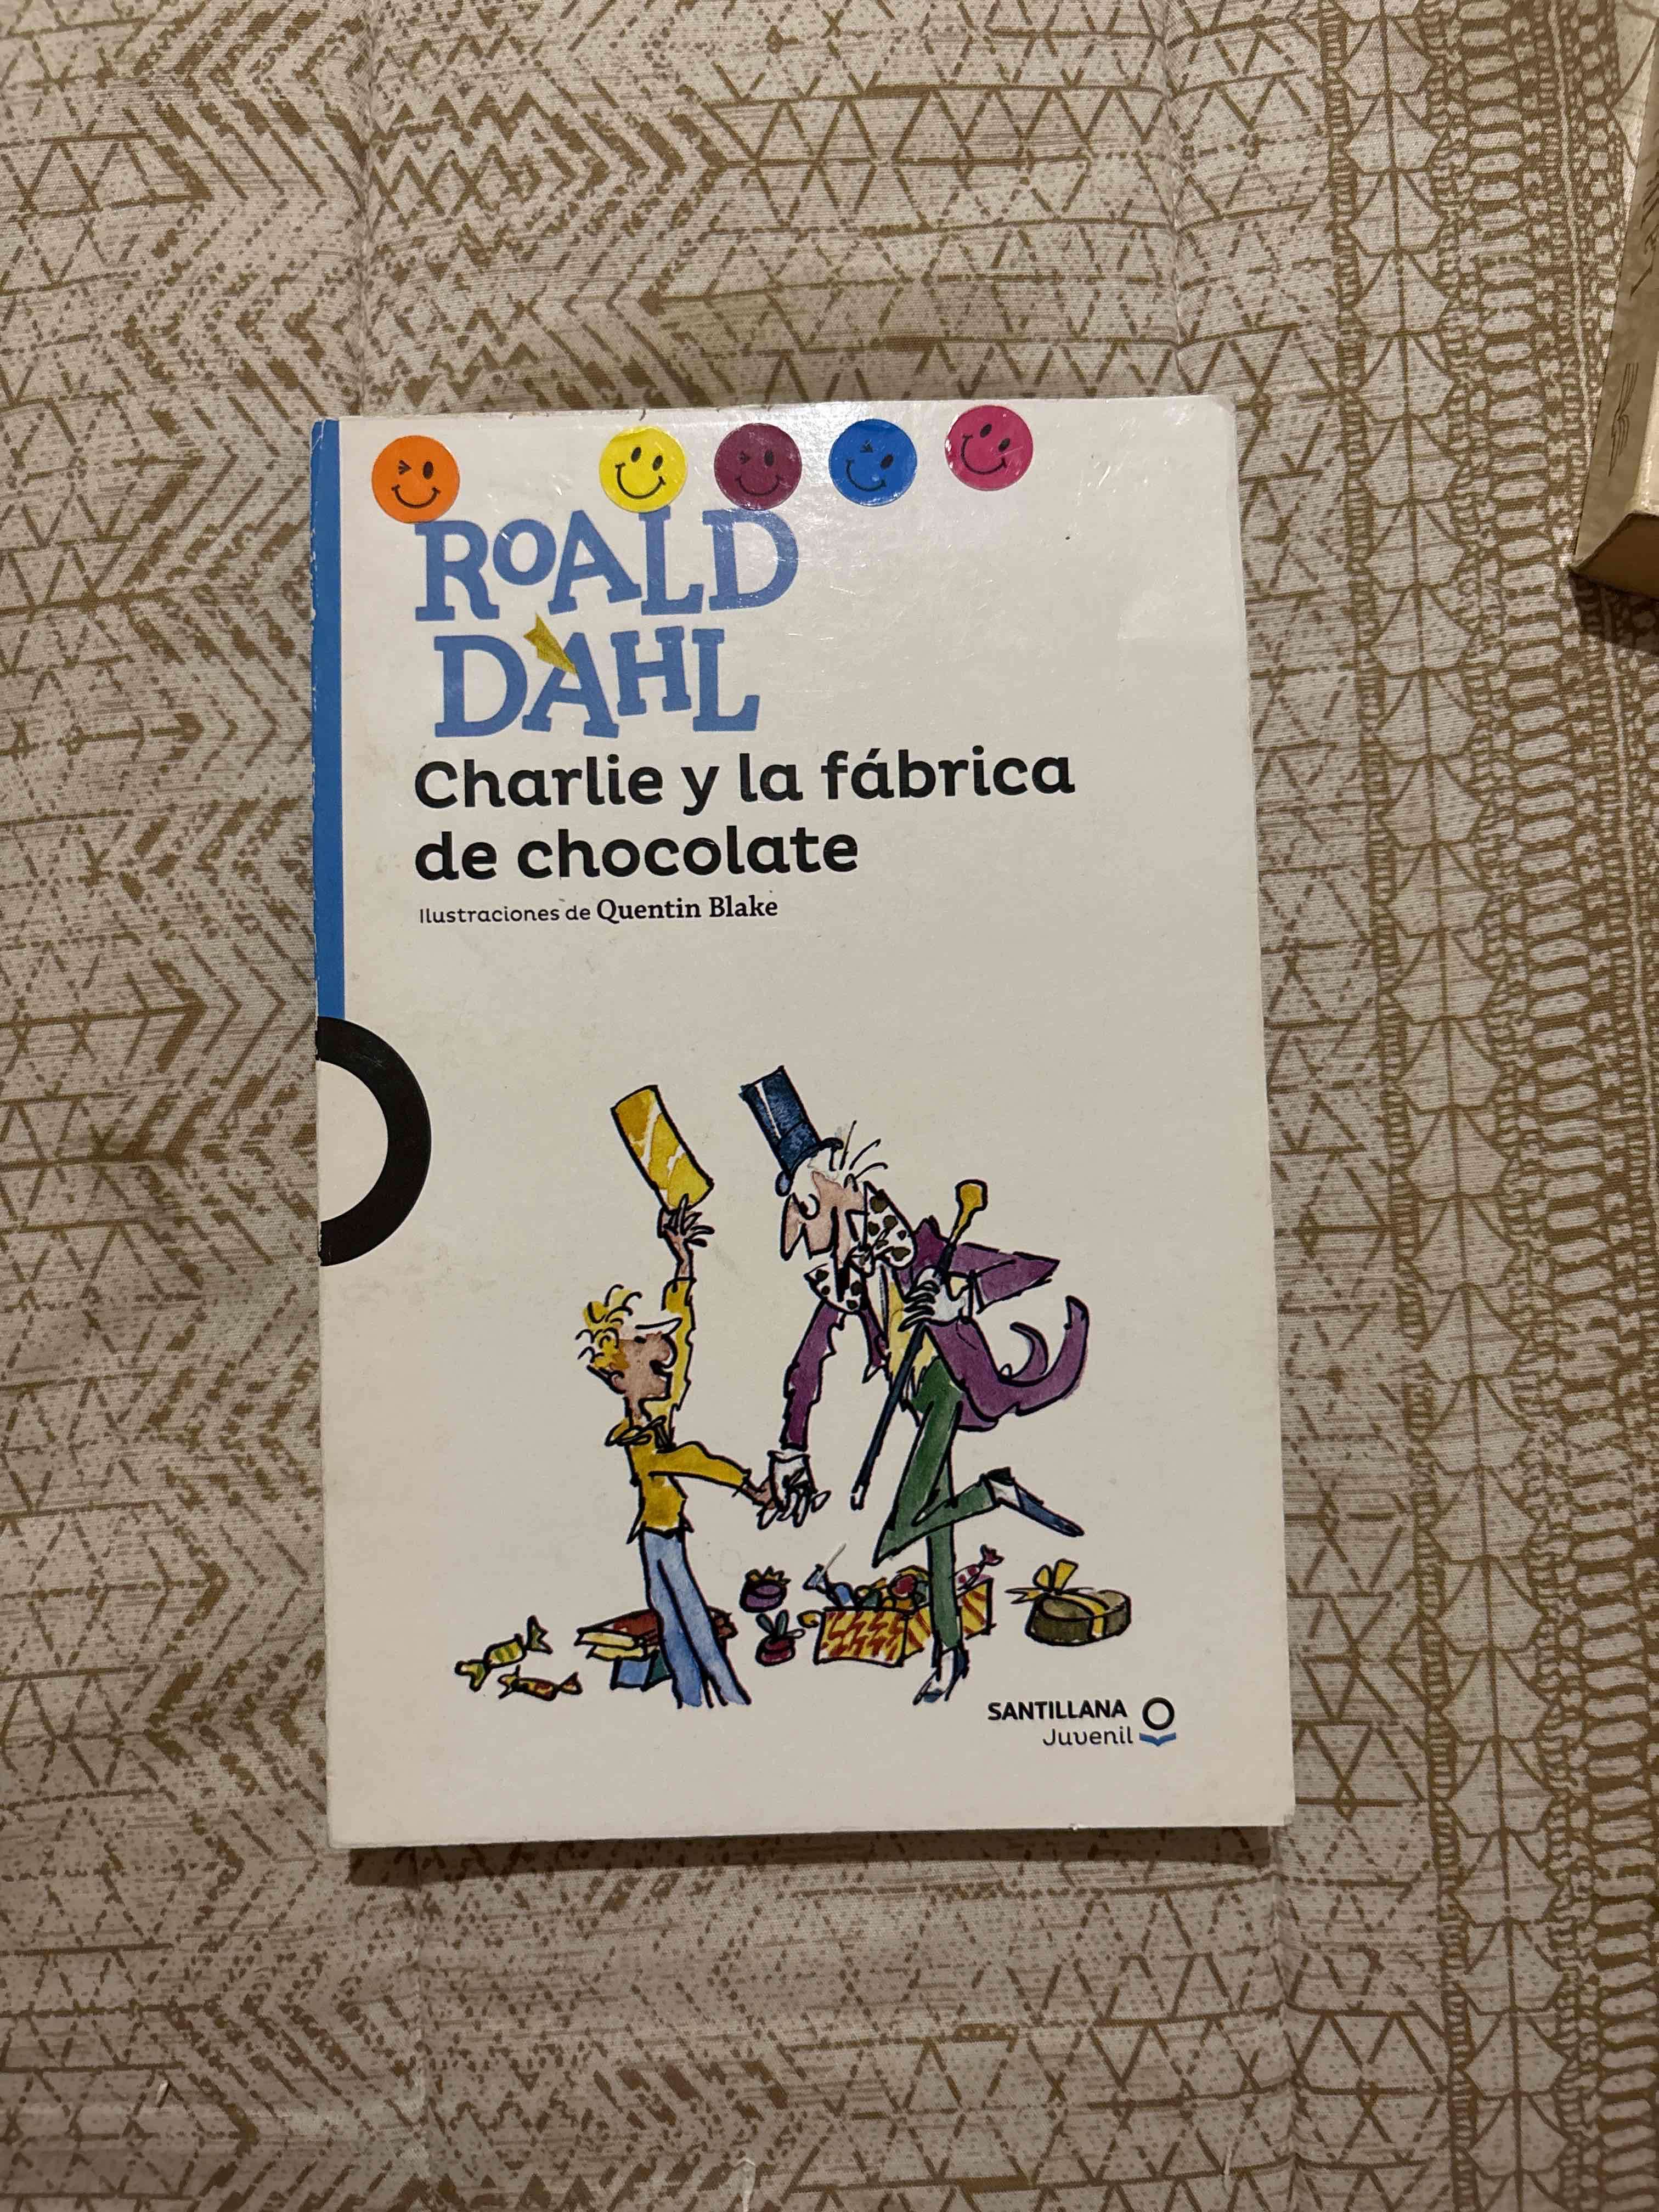 ROALD
DAHL
Charlie y la fábrica
de chocolate
Ilustraciones de Quentin Blake
SANTILLANA
Juvenil